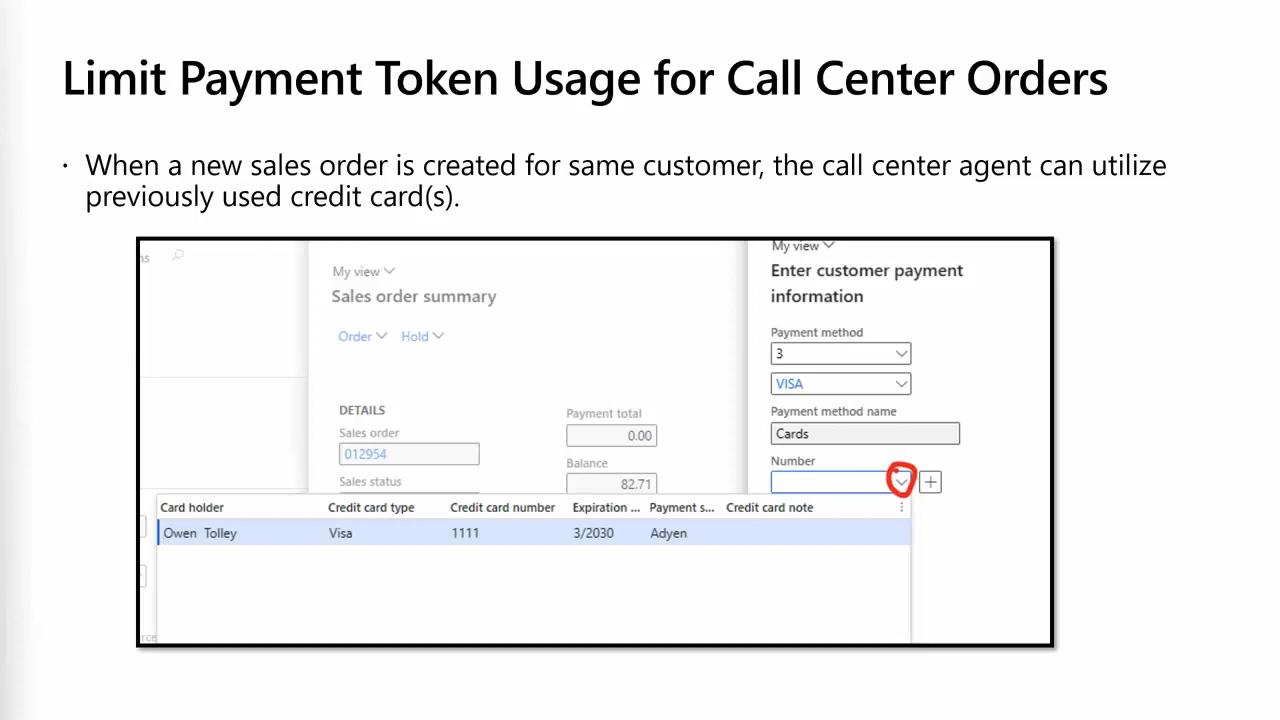 Limit Payment Token Usage for Call Center Orders
· When a new sales order is created for same customer, the call center agent can utilize
previously used credit card(s).
My view
Sales order summary
Order Hold
DETAILS
Sales order
012954
Sales status
Payment total
0.00
Balance
82.71
My view
Enter customer payment
information
Payment method
3
VISA
Payment method name
Cards
Number
Card holder Credit card type Credit card number Expiration ... Payment s... Credit card note
Owen Tolley Visa 1111 3/2030 Adyen